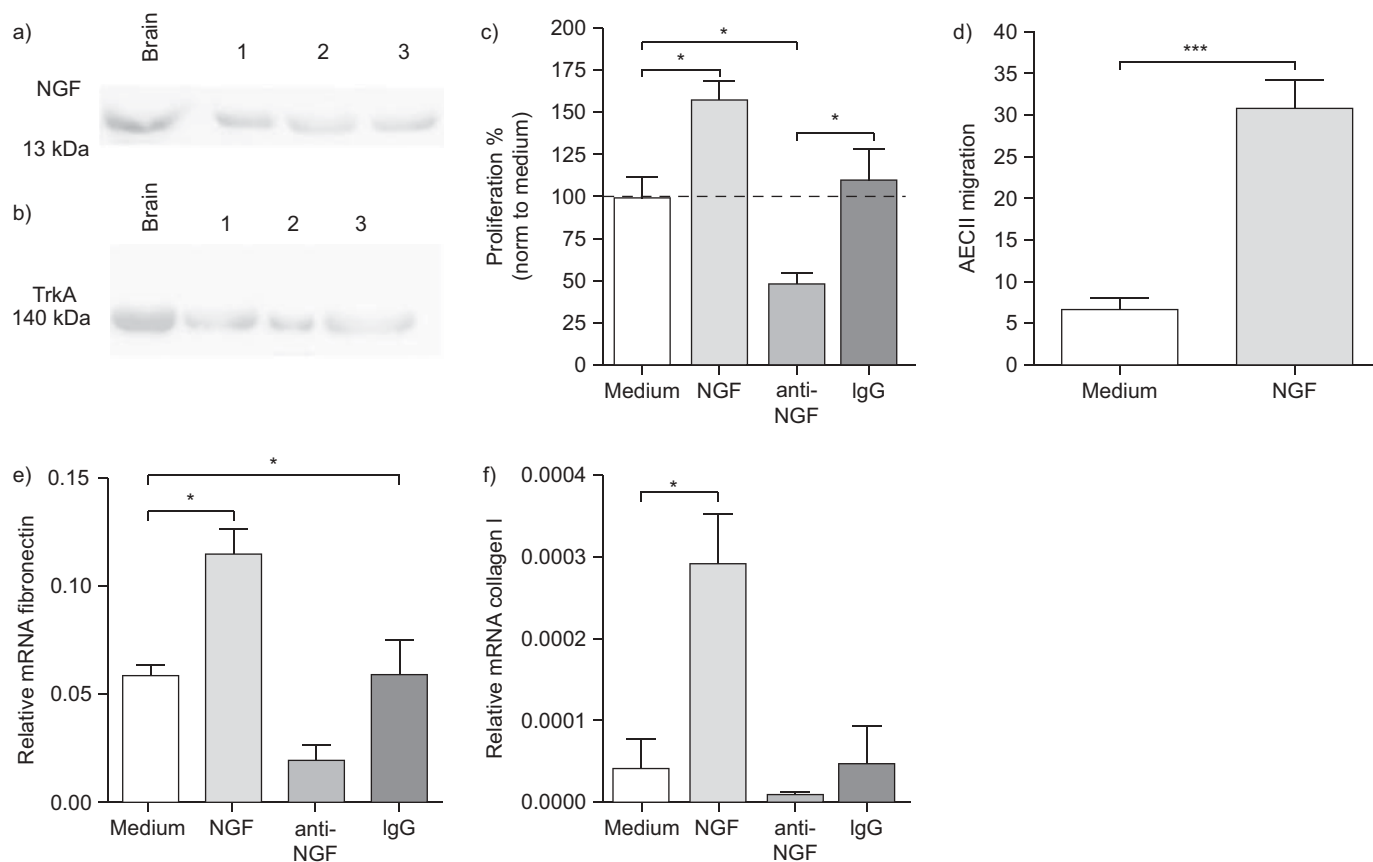 a)
Brain
1 2 3
NGF
13 kDa
b)
Brain
1 2 3
TrkA
140 kDa
c)
Proliferation %
(norm to medium)
200
175
150
125
100
75
50
25
0
*
*
*
Medium NGF anti- IgG
NGF
d)
AECII migration
40
35
30
25
20
15
10
5
0
***
Medium NGF
e)
Relative mRNA fibronectin
0.15
0.10
0.05
0.00
*
*
Medium NGF anti- IgG
NGF
f)
Relative mRNA collagen I
0.0004
0.0003
0.0002
0.0001
0.0000
*
Medium NGF anti- IgG
NGF